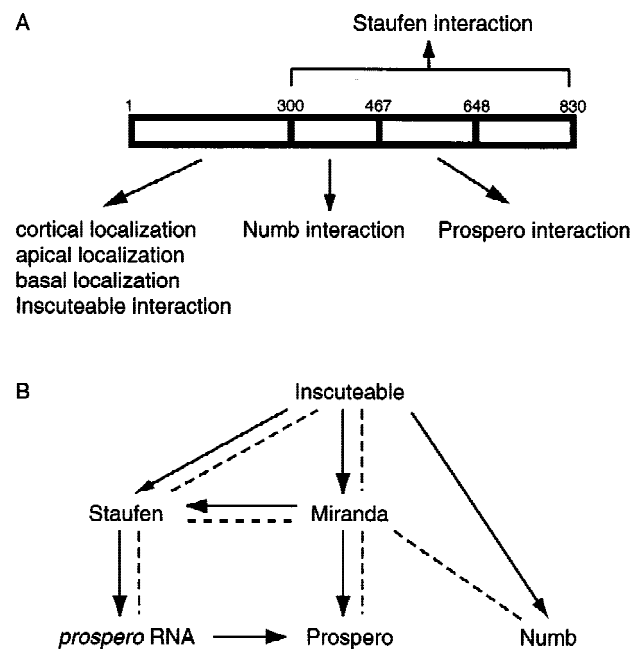 A
Staufen interaction
1 300 467 648 830
cortical localization
apical localization
basal localization
Inscuteable interaction
Numb interaction
Prospero interaction
B
Inscuteable
Staufen Miranda
prospero RNA Prospero Numb